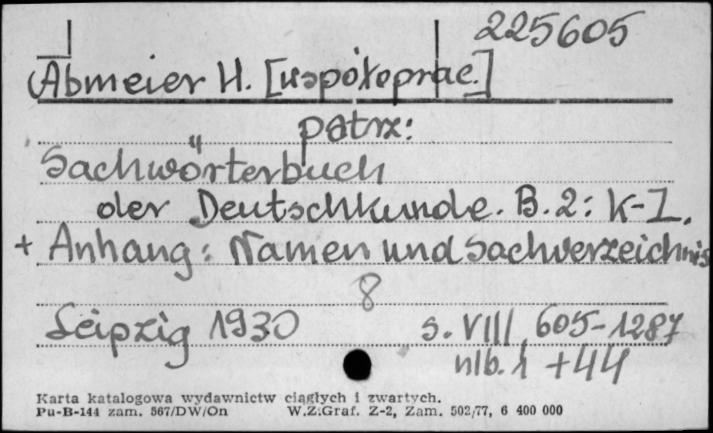 225605
Abmeier H. [współoprac.]
patrz:
Sachwörterbuch
der Deutschkunde. B.2: K-Z.
+ Anhang: Namen und Sachverzeichnis
8
Leipzig 1930 s. VIII, 605-1287
nlb. 1 +44
Karta katalogowa wydawnictw ciągłych i zwartych.
Pu-B-144 zam. 567/DW/On W.Z.Graf. Z-2, Zam. 502/77, 6 400 000